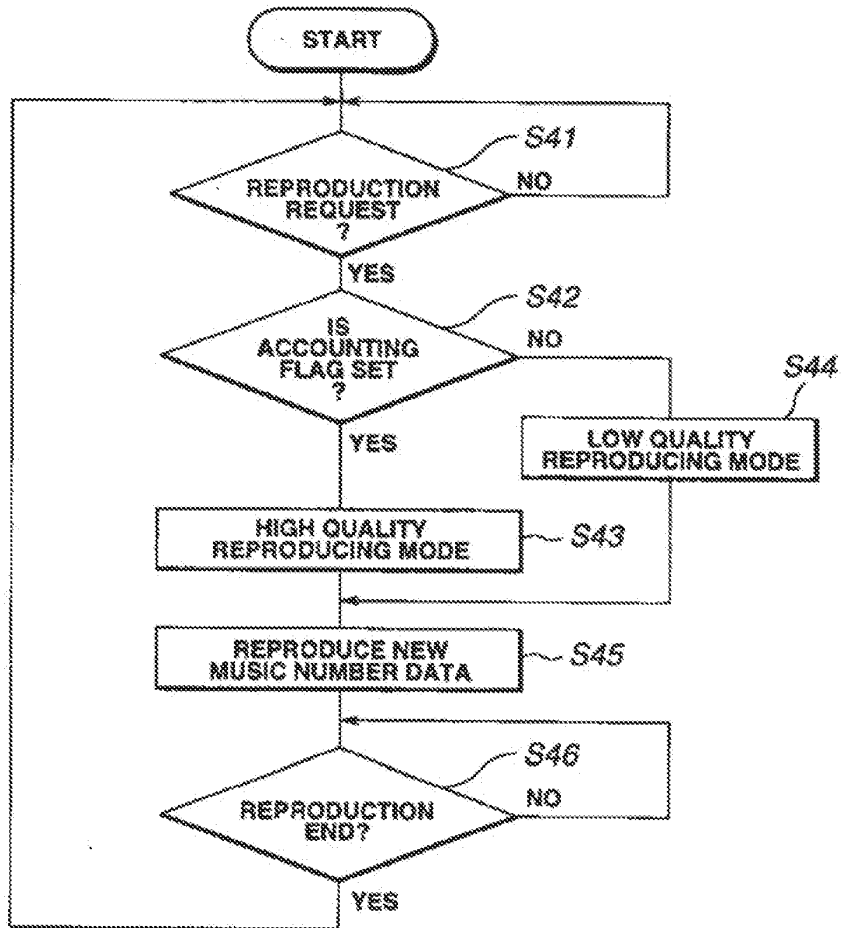 START
S41
REPRODUCTION
REQUEST
?
NO
YES
S42
IS
ACCOUNTING
FLAG SET
?
NO
YES
S44
LOW QUALITY
REPRODUCING MODE
HIGH QUALITY
REPRODUCING MODE
S43
REPRODUCE NEW
MUSIC NUMBER DATA
S45
S46
REPRODUCTION
END?
NO
YES